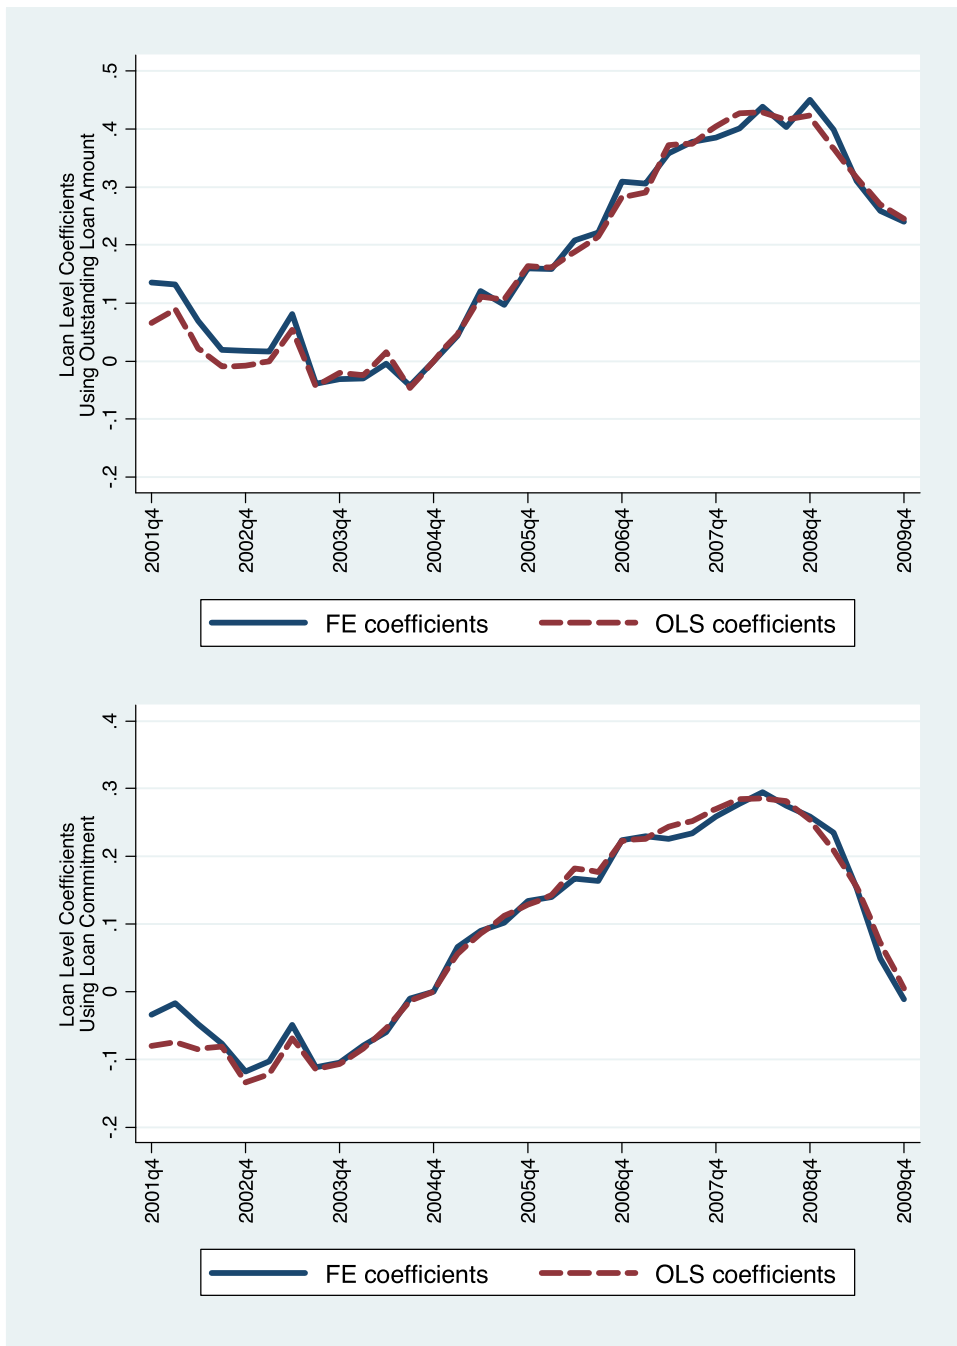 Loan Level Coefficients
Using Outstanding Loan Amount
.5
.4
.3
.2
.1
0
-.1
-.2
2001q4
2002q4
2003q4
2004q4
2005q4
2006q4
2007q4
2008q4
2009q4
FE coefficients
OLS coefficients
Loan Level Coefficients
Using Loan Commitment
.4
.3
.2
.1
0
-.1
-.2
2001q4
2002q4
2003q4
2004q4
2005q4
2006q4
2007q4
2008q4
2009q4
FE coefficients
OLS coefficients